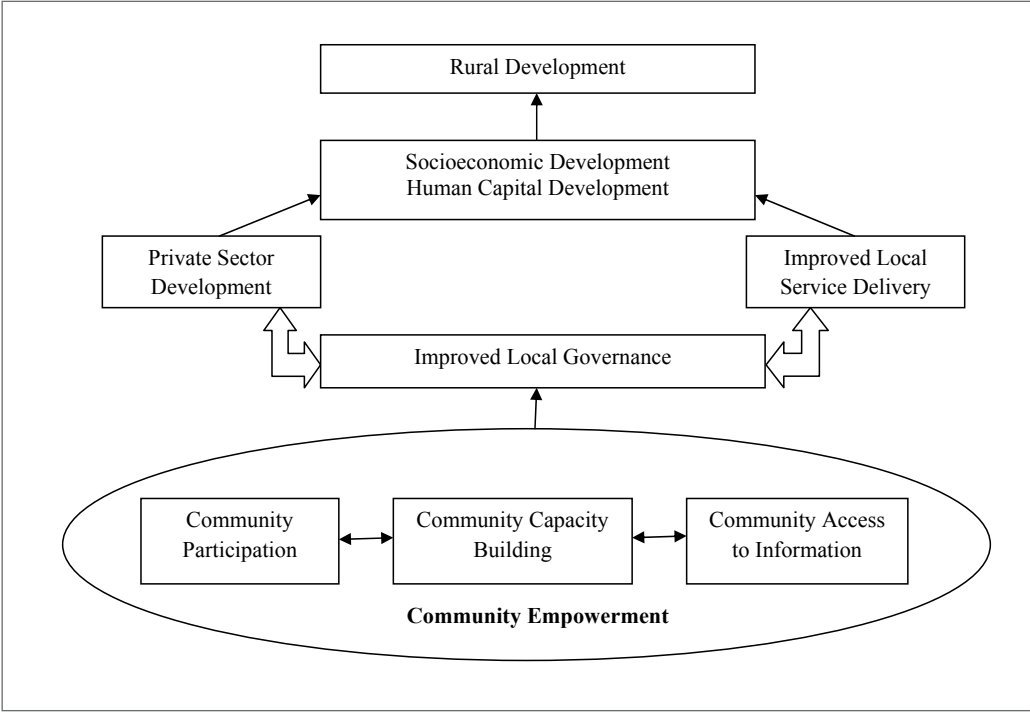 Rural Development
Socioeconomic Development
Human Capital Development
Private Sector
Development
Improved Local
Service Delivery
Improved Local Governance
Community
Participation
Community Capacity
Building
Community Access
to Information
Community Empowerment